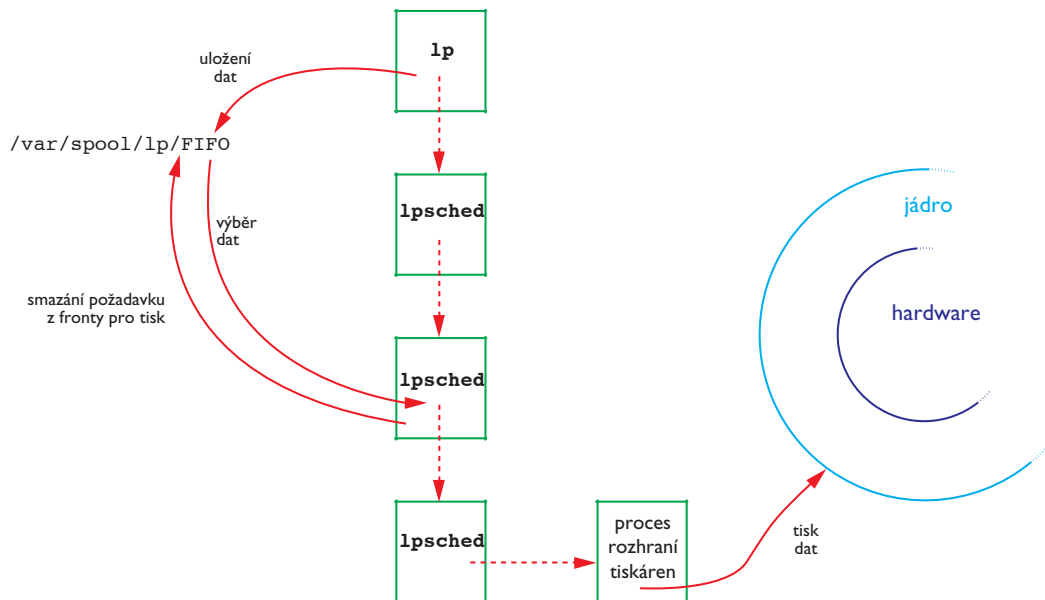 lp
uložení
dat
/var/spool/lp/FIFO
lpsched
jádro
výběr
dat
smazání požadavku
z fronty pro tisk
hardware
lpsched
lpsched
proces
rozhraní
tiskáren
tisk
dat